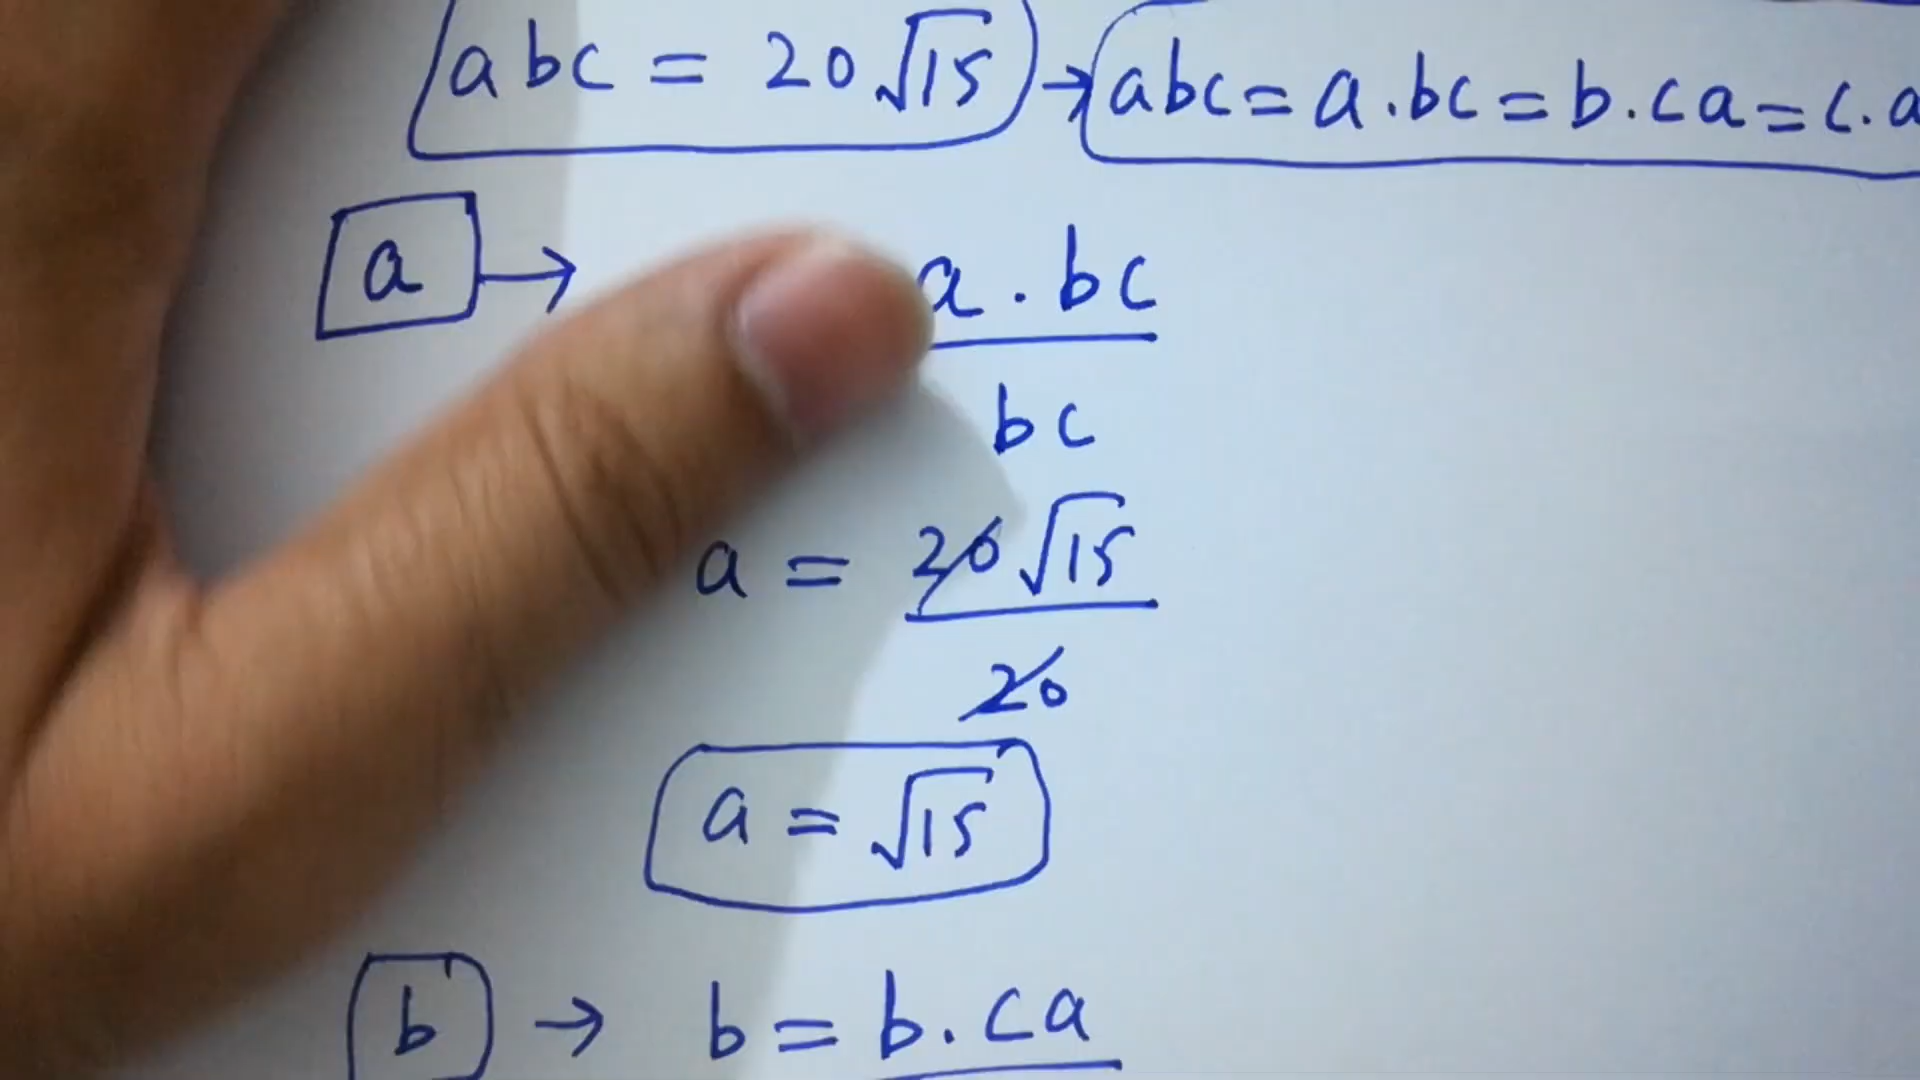 abc = 20√15 → abc = a.bc = b.ca = c.a
a → a . bc
bc
a = 20√15
20
a = √15
b → b = b.ca